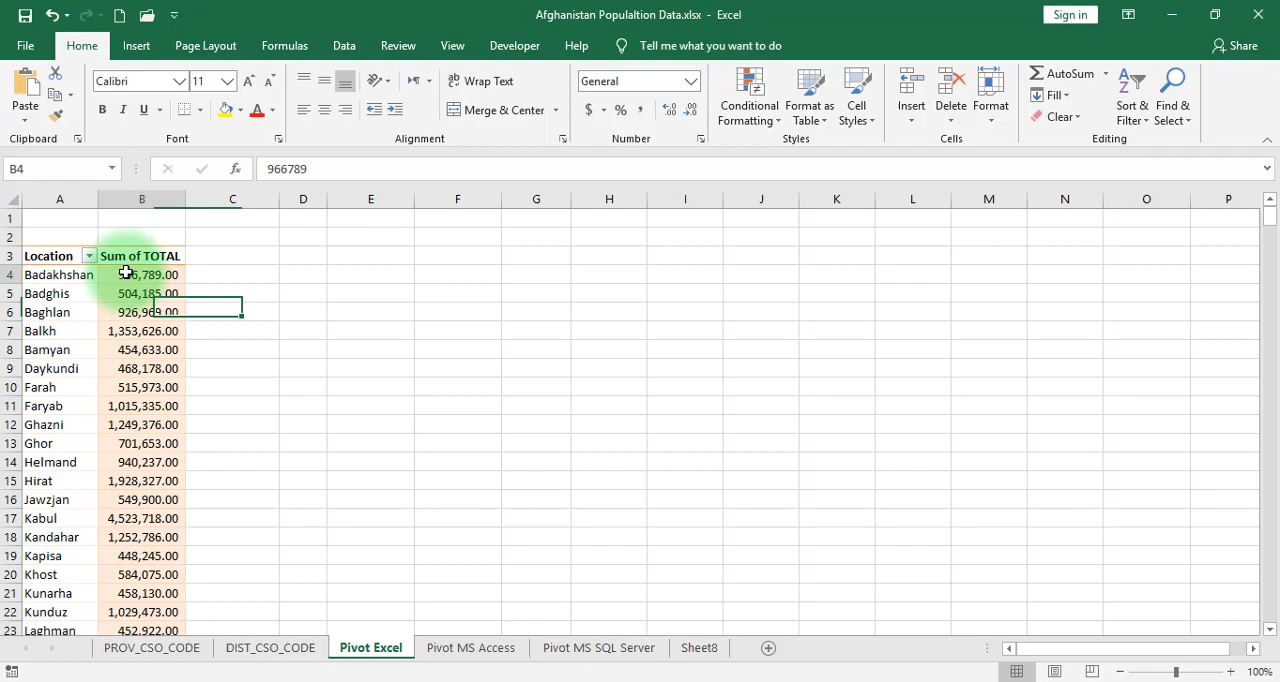 Afghanistan Populaltion Data.xlsx - Excel
Sign in
File Home Insert Page Layout Formulas Data Review View Developer Help Tell me what you want to do Share
Paste
Clipboard
Calibri 11
B I U
Font
Wrap Text
Merge & Center
Alignment
General
$ % ,
Number
Conditional Formatting
Format as Table
Cell Styles
Styles
Insert Delete Format
Cells
AutoSum
Fill
Clear
Sort & Filter
Find & Select
Editing
B4 fx 966789
A B C D E F G H I J K L M N O P
1
2
3 Location Sum of TOTAL
4 Badakhshan 6,789.00
5 Badghis 504,185.00
6 Baghlan 926,969.00
7 Balkh 1,353,626.00
8 Bamyan 454,633.00
9 Daykundi 468,178.00
10 Farah 515,973.00
11 Faryab 1,015,335.00
12 Ghazni 1,249,376.00
13 Ghor 701,653.00
14 Helmand 940,237.00
15 Hirat 1,928,327.00
16 Jawzjan 549,900.00
17 Kabul 4,523,718.00
18 Kandahar 1,252,786.00
19 Kapisa 448,245.00
20 Khost 584,075.00
21 Kunarha 458,130.00
22 Kunduz 1,029,473.00
23 Laghman 452,922.00
PROV_CSO_CODE DIST_CSO_CODE Pivot Excel Pivot MS Access Pivot MS SQL Server Sheet8
100%